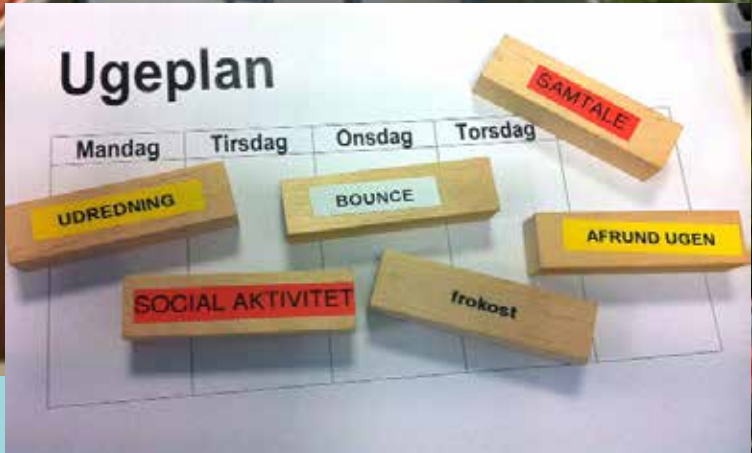 Ugeplan
SAMTALE
Mandag Tirsdag Onsdag Torsdag
UDREDNING
BOUNCE
AFRUND UGEN
SOCIAL AKTIVITET
frokost